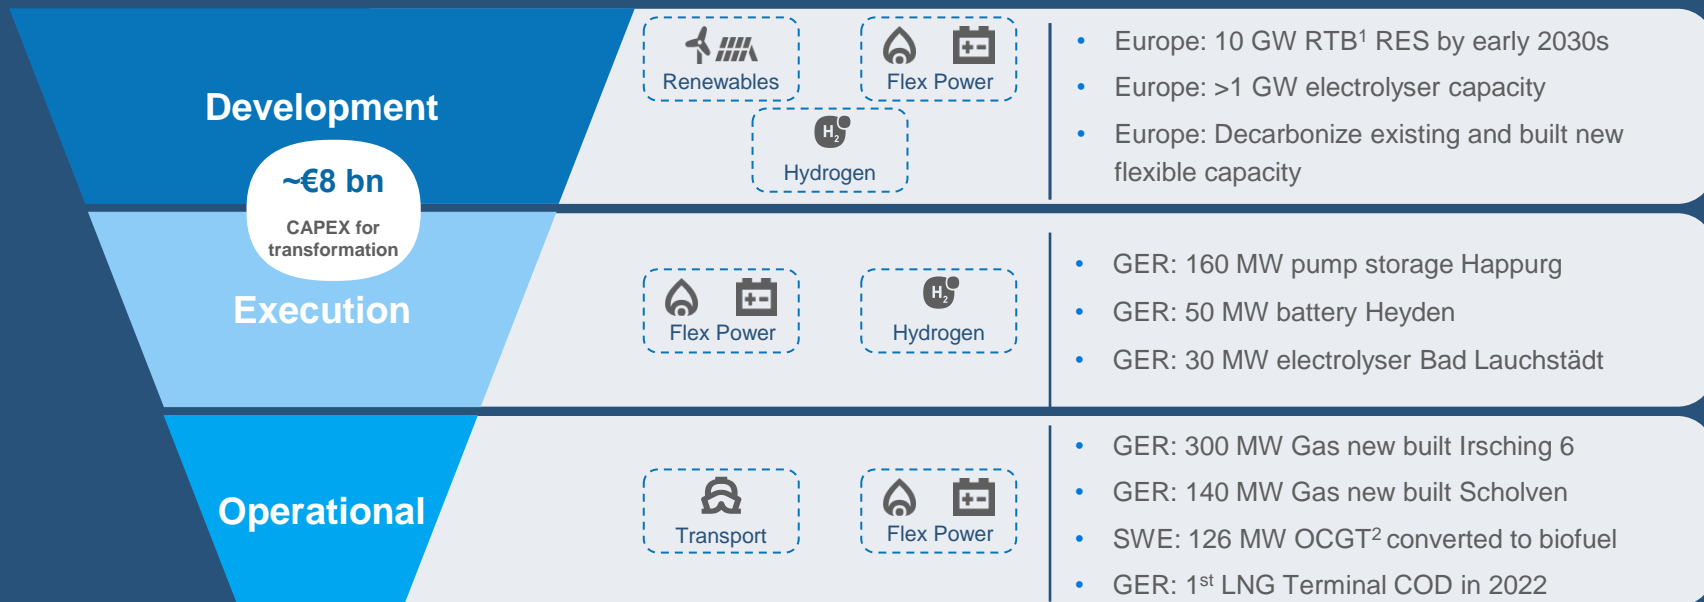 Development
~€8 bn
CAPEX for
transformation
Renewables
Flex Power
H2
Hydrogen
• Europe: 10 GW RTB¹ RES by early 2030s
• Europe: >1 GW electrolyser capacity
• Europe: Decarbonize existing and built new
flexible capacity
Execution
Flex Power
H2
Hydrogen
• GER: 160 MW pump storage Happurg
• GER: 50 MW battery Heyden
• GER: 30 MW electrolyser Bad Lauchstädt
Operational
Transport
Flex Power
• GER: 300 MW Gas new built Irsching 6
• GER: 140 MW Gas new built Scholven
• SWE: 126 MW OCGT² converted to biofuel
• GER: 1st LNG Terminal COD in 2022